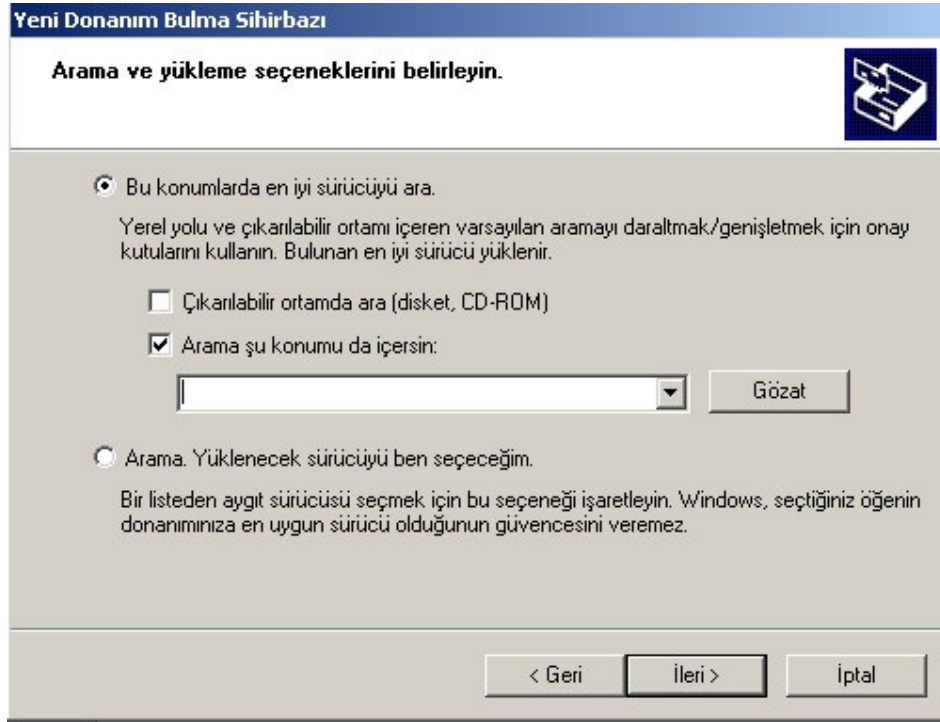 Yeni Donanım Bulma Sihirbazı
Arama ve yükleme seçeneklerini belirleyin.
Bu konumlarda en iyi sürücüyü ara.
Yerel yolu ve çıkarılabilir ortamı içeren varsayılan aramayı daraltmak/genişletmek için onay
kutularını kullanın. Bulunan en iyi sürücü yüklenir.
Çıkarılabilir ortamda ara (disket, CD-ROM)
Arama şu konumu da içersin:
Gözat
Arama. Yüklenecek sürücüyü ben seçeceğim.
Bir listeden aygıt sürücüsü seçmek için bu seçeneği işaretleyin. Windows, seçtiğiniz öğenin
donanımınıza en uygun sürücü olduğunun güvencesini veremez.
< Geri İleri > İptal